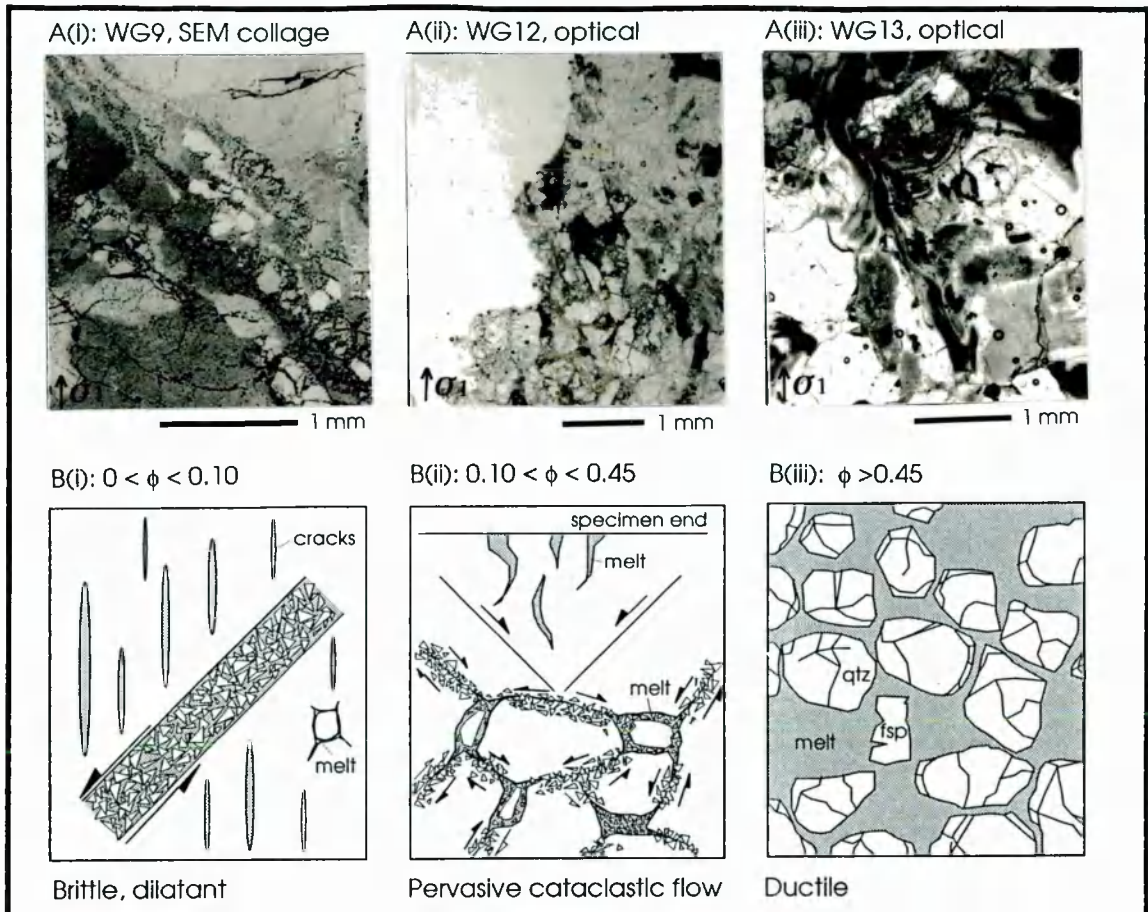 A(i): WG9, SEM collage
A(ii): WG12, optical
A(iii): WG13, optical
↑σ1
↑σ1
↑σ1
1 mm
1 mm
1 mm
B(i): 0 < ϕ < 0.10
B(ii): 0.10 < ϕ < 0.45
B(iii): ϕ >0.45
cracks
melt
specimen end
melt
melt
qtz
melt
fsp
Brittle, dilatant
Pervasive cataclastic flow
Ductile